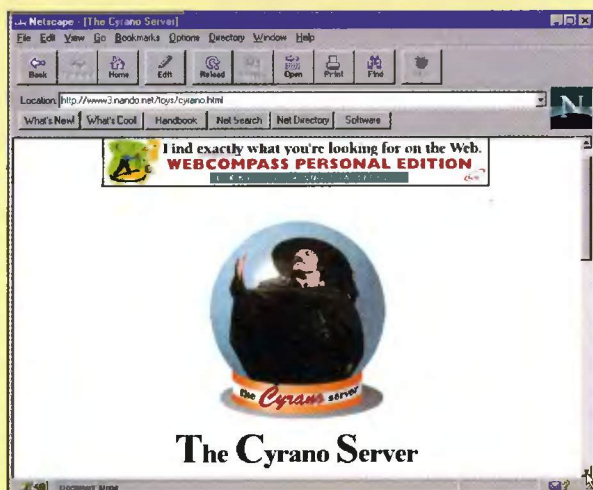 Netscape - [The Cyrano Server]
File Edit View Go Bookmarks Options Directory Window Help
Back Home Edit Reload Open Print Find
Location: http://www3.nando.net/toys/cyrano.html
What's New! What's Cool Handbook Net Search Net Directory Software
N
Find exactly what you're looking for on the Web.
WEBCOMPASS PERSONAL EDITION
the Cyrano server
The Cyrano Server
Document: Done